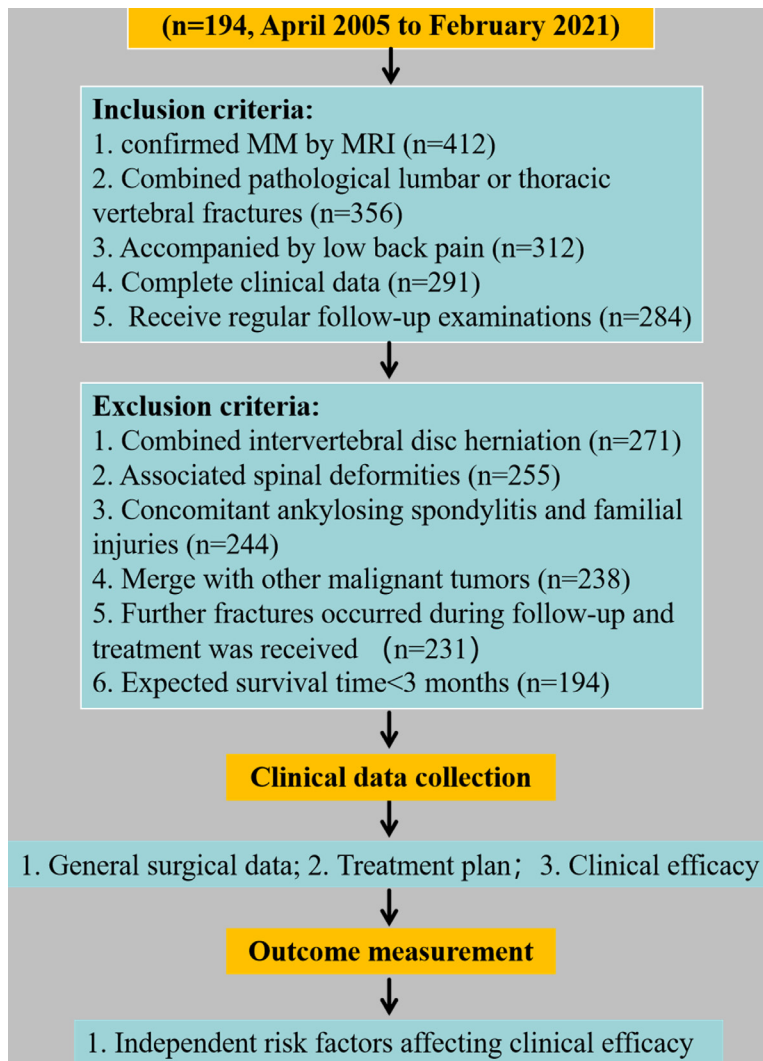 (n=194, April 2005 to February 2021)
Inclusion criteria:
1. confirmed MM by MRI (n=412)
2. Combined pathological lumbar or thoracic
vertebral fractures (n=356)
3. Accompanied by low back pain (n=312)
4. Complete clinical data (n=291)
5. Receive regular follow-up examinations (n=284)
Exclusion criteria:
1. Combined intervertebral disc herniation (n=271)
2. Associated spinal deformities (n=255)
3. Concomitant ankylosing spondylitis and familial
injuries (n=244)
4. Merge with other malignant tumors (n=238)
5. Further fractures occurred during follow-up and
treatment was received （n=231）
6. Expected survival time<3 months (n=194)
Clinical data collection
1. General surgical data; 2. Treatment plan；3. Clinical efficacy
Outcome measurement
1. Independent risk factors affecting clinical efficacy